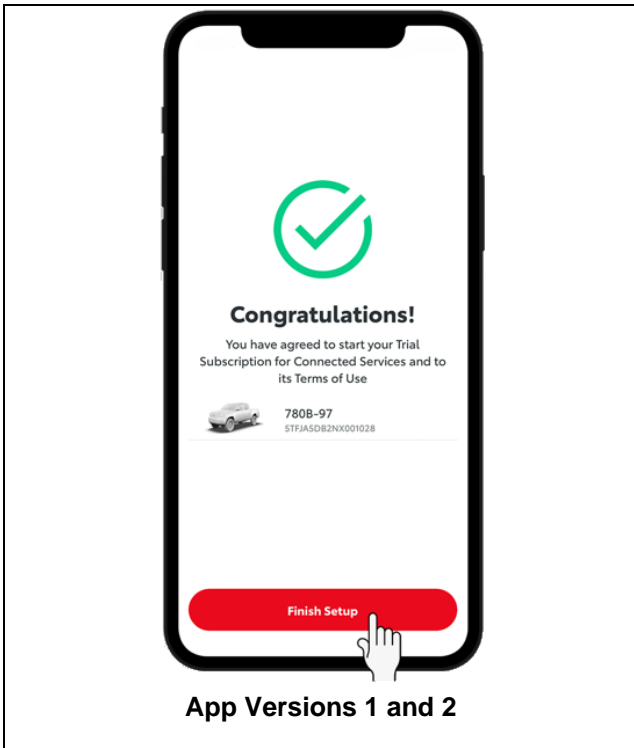 Congratulations!
You have agreed to start your Trial
Subscription for Connected Services and to
its Terms of Use
780B-97
5TFJA5DB2NX001028
Finish Setup
App Versions 1 and 2